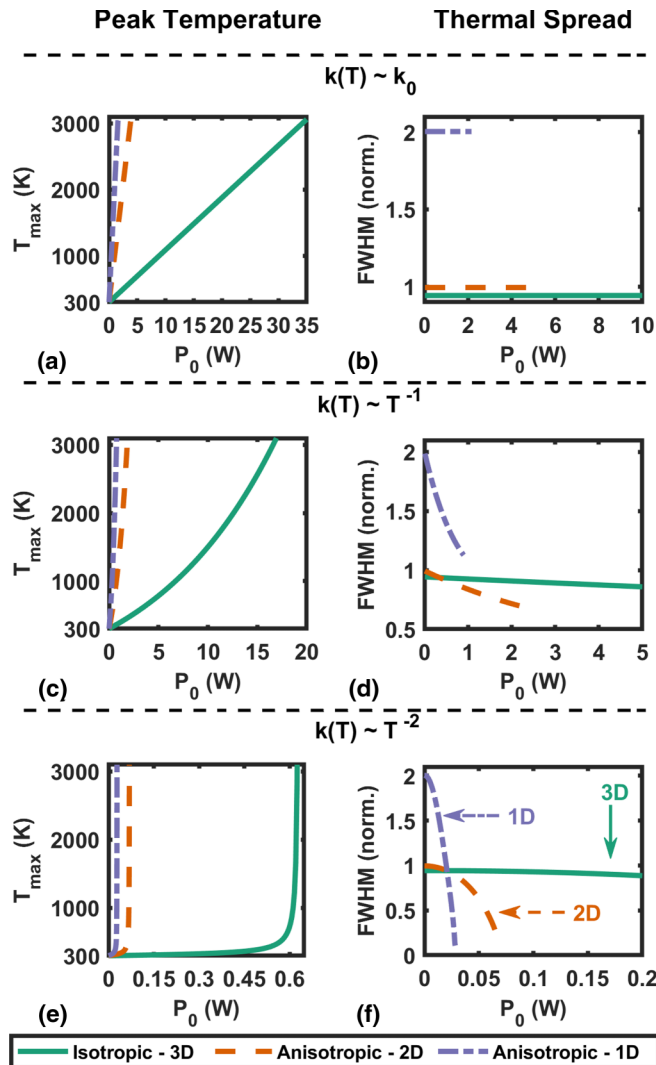 Peak Temperature Thermal Spread
k(T) ~ k0
3000
2000
1000
300
Tmax (K)
0 5 10 15 20 25 30 35
P0 (W)
(a)
2
1.5
1
FWHM (norm.)
0 2 4 6 8 10
P0 (W)
(b)
k(T) ~ T-1
3000
2000
1000
300
Tmax (K)
0 5 10 15 20
P0 (W)
(c)
2
1.5
1
0.5
FWHM (norm.)
0 1 2 3 4 5
P0 (W)
(d)
k(T) ~ T-2
3000
2000
1000
300
Tmax (K)
0 0.15 0.3 0.45 0.6
P0 (W)
(e)
2
1.5
1
0.5
0
FWHM (norm.)
3D
1D
2D
0 0.05 0.1 0.15 0.2
P0 (W)
(f)
Isotropic - 3D Anisotropic - 2D Anisotropic - 1D